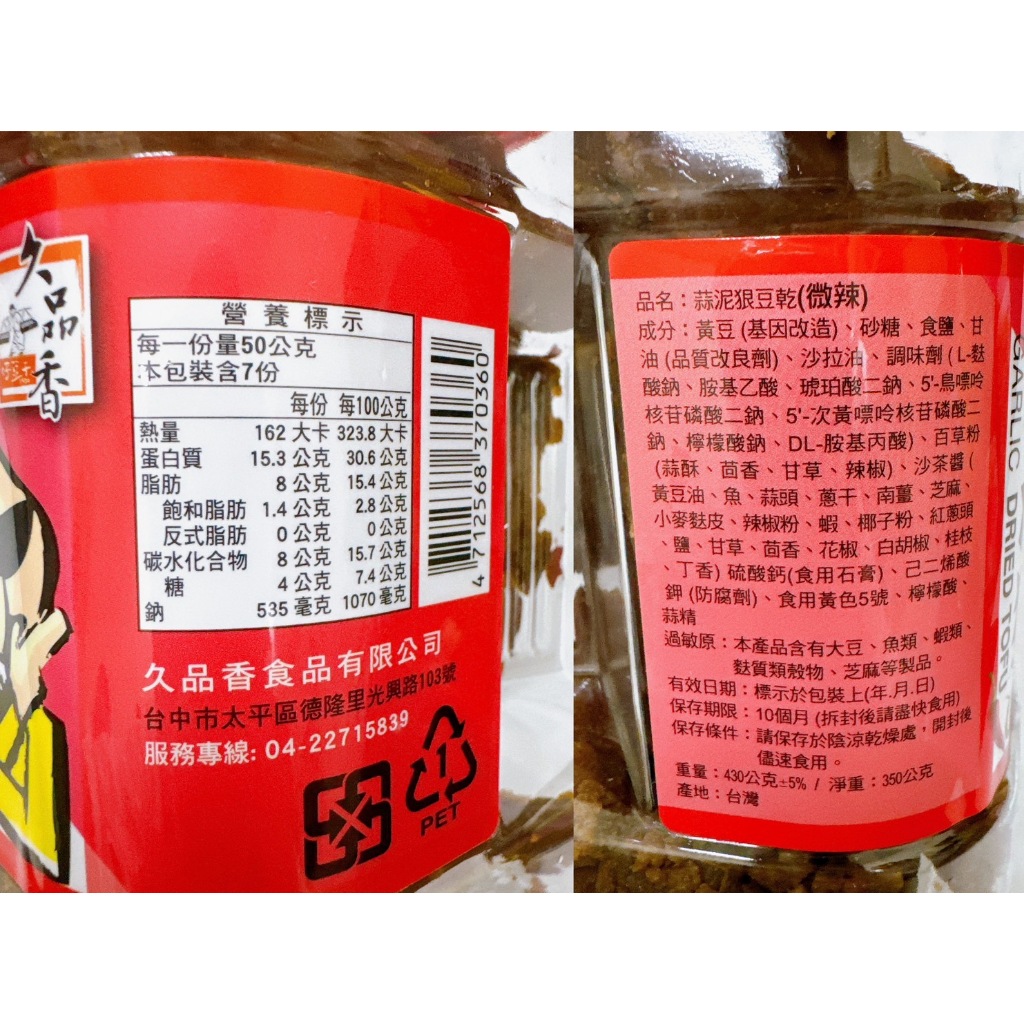 久品香
營養標示
每一份量50公克
本包裝含7份
每份 每100公克
熱量 162 大卡 323.8 大卡
蛋白質 15.3 公克 30.6 公克
脂肪 8 公克 15.4 公克
飽和脂肪 1.4 公克 2.8 公克
反式脂肪 0 公克 0 公克
碳水化合物 8 公克 15.7 公克
糖 4 公克 7.4 公克
鈉 535 毫克 1070 毫克
4 712568 370360
久品香食品有限公司
台中市太平區德隆里光興路103號
服務專線: 04-22715839
1
PET
品名：蒜泥狠豆乾(微辣)
成分：黃豆 (基因改造)、砂糖、食鹽、甘
油 (品質改良劑)、沙拉油、調味劑 ( L-麩
酸鈉、胺基乙酸、琥珀酸二鈉、5'-鳥嘌呤
核苷磷酸二鈉、5'-次黃嘌呤核苷磷酸二
鈉、檸檬酸鈉、DL-胺基丙酸)、百草粉
(蒜酥、茴香、甘草、辣椒)、沙茶醬 (
黃豆油、魚、蒜頭、蔥干、南薑、芝麻、
小麥麩皮、辣椒粉、蝦、椰子粉、紅蔥頭
、鹽、甘草、茴香、花椒、白胡椒、桂枝
、丁香) 硫酸鈣(食用石膏)、己二烯酸
鉀 (防腐劑)、食用黃色5號、檸檬酸、
蒜精
過敏原：本產品含有大豆、魚類、蝦類、
麩質類穀物、芝麻等製品。
有效日期：標示於包裝上(年.月.日)
保存期限：10個月 (拆封後請盡快食用)
保存條件：請保存於陰涼乾燥處，開封後
儘速食用。
重量：430公克±5% / 淨重：350公克
產地：台灣
GARLIC DRIED TOFU